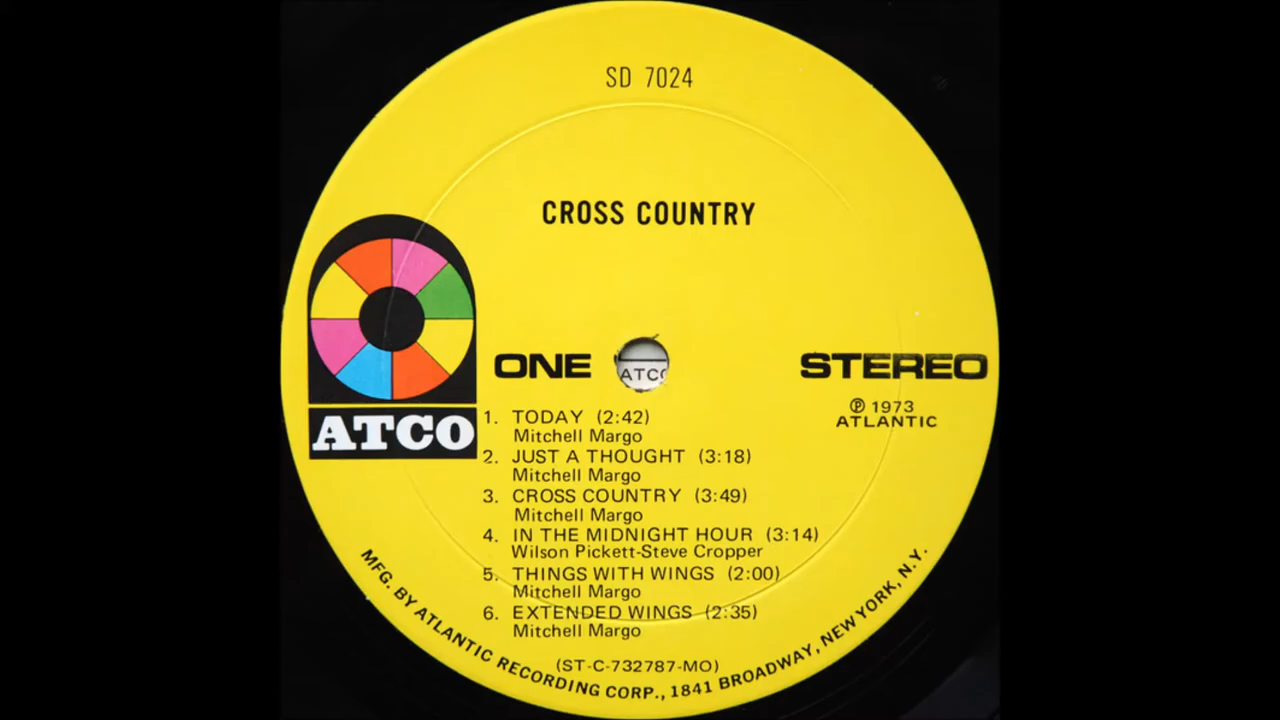 SD 7024
CROSS COUNTRY
ATCO
ONE
ATCO
STEREO
Ⓟ 1973
ATLANTIC
1. TODAY (2:42)
Mitchell Margo
2. JUST A THOUGHT (3:18)
Mitchell Margo
3. CROSS COUNTRY (3:49)
Mitchell Margo
4. IN THE MIDNIGHT HOUR (3:14)
Wilson Pickett-Steve Cropper
5. THINGS WITH WINGS (2:00)
Mitchell Margo
6. EXTENDED WINGS (2:35)
Mitchell Margo
(ST-C-732787-MO)
MFG. BY ATLANTIC RECORDING CORP., 1841 BROADWAY, NEW YORK, N.Y.